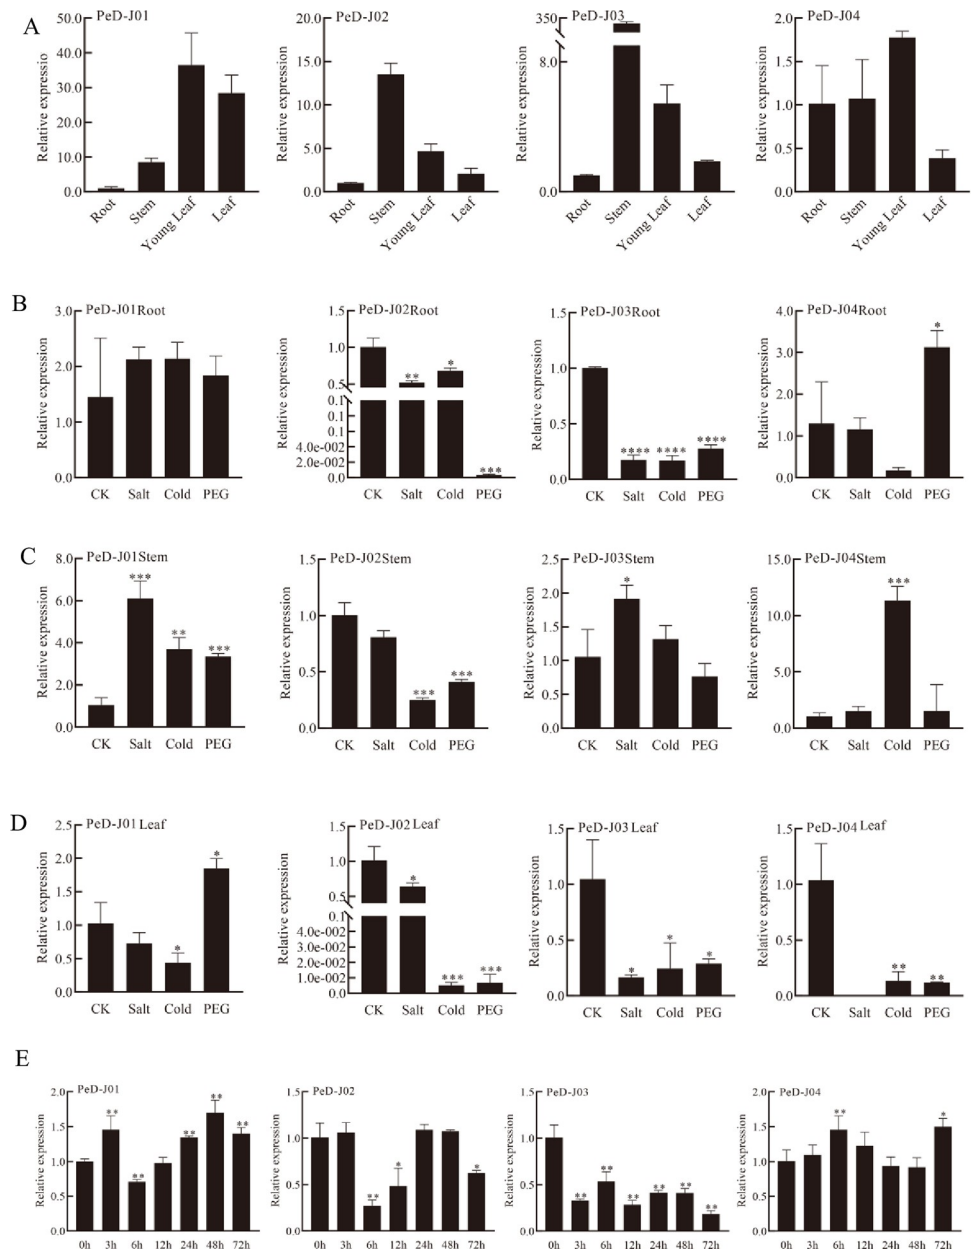 A
PeD-J01
Relative expression
50.0
40.0
30.0
20.0
10.0
0.0
Root
Stem
Young Leaf
Leaf
PeD-J02
Relative expression
20.0
15.0
10.0
5.0
0.0
Root
Stem
Young Leaf
Leaf
PeD-J03
Relative expression
350
8.0
0.0
Root
Stem
Young Leaf
Leaf
PeD-J04
Relative expression
2.0
1.5
1.0
0.5
0.0
Root
Stem
Young Leaf
Leaf
B
PeD-J01Root
Relative expression
3.0
2.0
1.0
0.0
CK Salt Cold PEG
PeD-J02Root
Relative expression
1.5
1.0
0.5
0.1
0.1
0.1
4.0e-002
2.0e-002
0.0
** * ***
CK Salt Cold PEG
PeD-J03Root
Relative expression
1.5
1.0
0.5
0.0
**** **** ****
CK Salt Cold PEG
PeD-J04Root
Relative expression
4.0
3.0
2.0
1.0
0.0
*
CK Salt Cold PEG
C
PeD-J01Stem
Relative expression
8.0
6.0
4.0
2.0
0.0
*** ** ***
CK Salt Cold PEG
PeD-J02Stem
Relative expression
1.5
1.0
0.5
0.0
*** ***
CK Salt Cold PEG
PeD-J03Stem
Relative expression
2.5
2.0
1.5
1.0
0.5
0.0
*
CK Salt Cold PEG
PeD-J04Stem
Relative expression
15.0
10.0
5.0
0.0
***
CK Salt Cold PEG
D
PeD-J01 Leaf
Relative expression
2.5
2.0
1.5
1.0
0.5
0.0
* *
CK Salt Cold PEG
PeD-J02 Leaf
Relative expression
1.5
1.0
0.5
0.1
4.0e-002
4.0e-002
2.0e-002
1.0e-002
0.0
* *** ***
CK Salt Cold PEG
PeD-J03 Leaf
Relative expression
1.5
1.0
0.5
0.0
* * *
CK Salt Cold PEG
PeD-J04 Leaf
Relative expression
1.5
1.0
0.5
0.0
** **
CK Salt Cold PEG
E
PeD-J01
Relative expression
2.0
1.5
1.0
0.5
0.0
** ** ** ** **
0h 3h 6h 12h 24h 48h 72h
PeD-J02
Relative expression
1.5
1.0
0.5
0.0
** * *
0h 3h 6h 12h 24h 48h 72h
PeD-J03
Relative expression
1.5
1.0
0.5
0.0
** ** ** ** ** **
0h 3h 6h 12h 24h 48h 72h
PeD-J04
Relative expression
2.0
1.5
1.0
0.5
0.0
** *
0h 3h 6h 12h 24h 48h 72h